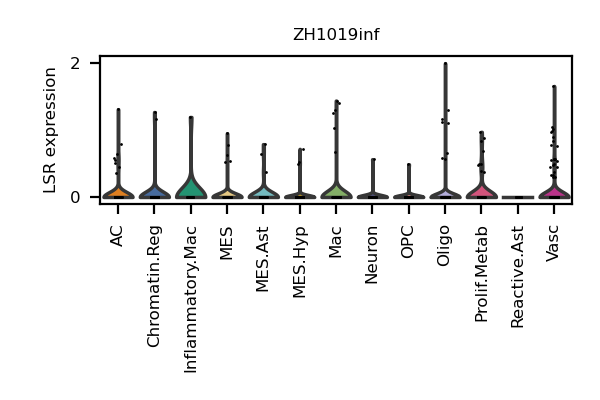 ZH1019inf
LSR expression
2
0
AC
Chromatin.Reg
Inflammatory.Mac
MES
MES.Ast
MES.Hyp
Mac
Neuron
OPC
Oligo
Prolif.Metab
Reactive.Ast
Vasc